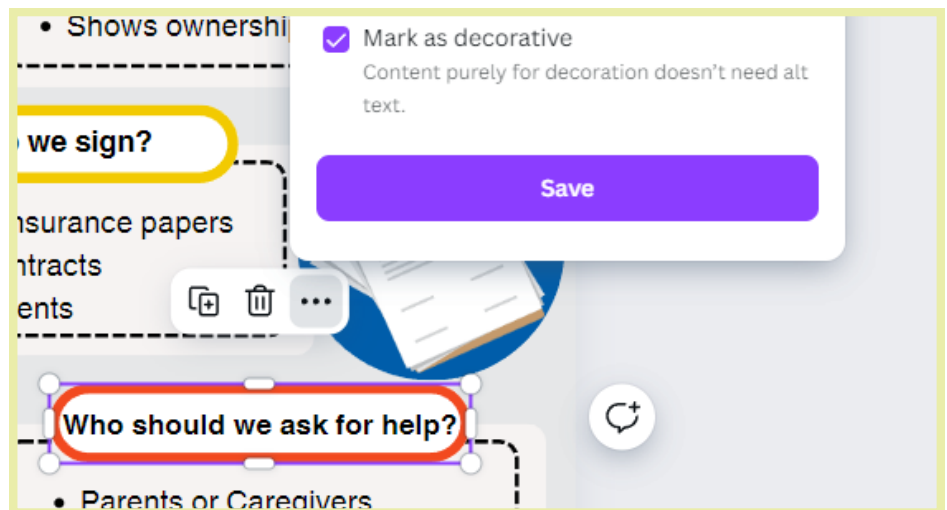 • Shows ownershi
Mark as decorative
Content purely for decoration doesn't need alt
text.
we sign?
Save
nsurance papers
ntracts
ents
Who should we ask for help?
• Parents or Caregivers